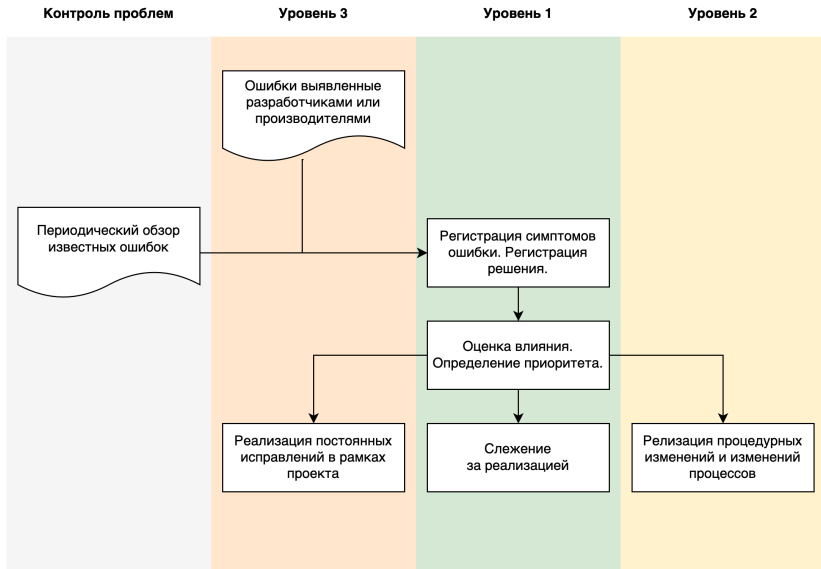 Контроль проблем
Уровень 3
Уровень 1
Уровень 2
Ошибки выявленные
разработчиками или
производителями
Периодический обзор
известных ошибок
Регистрация симптомов
ошибки. Регистрация
решения.
Оценка влияния.
Определение приоритета.
Реализация постоянных
исправлений в рамках
проекта
Слежение
за реализацией
Релизация процедурных
изменений и изменений
процессов